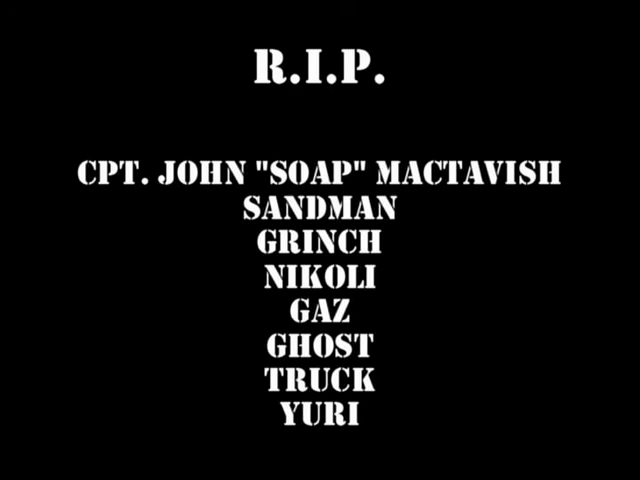 R.I.P.
CPT. JOHN "SOAP" MACTAVISH
SANDMAN
GRINCH
NIKOLI
GAZ
GHOST
TRUCK
YURI